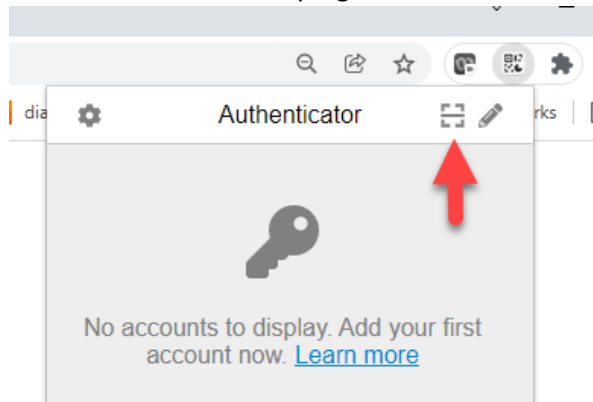 dia
Authenticator
rks
No accounts to display. Add your first
account now. Learn more